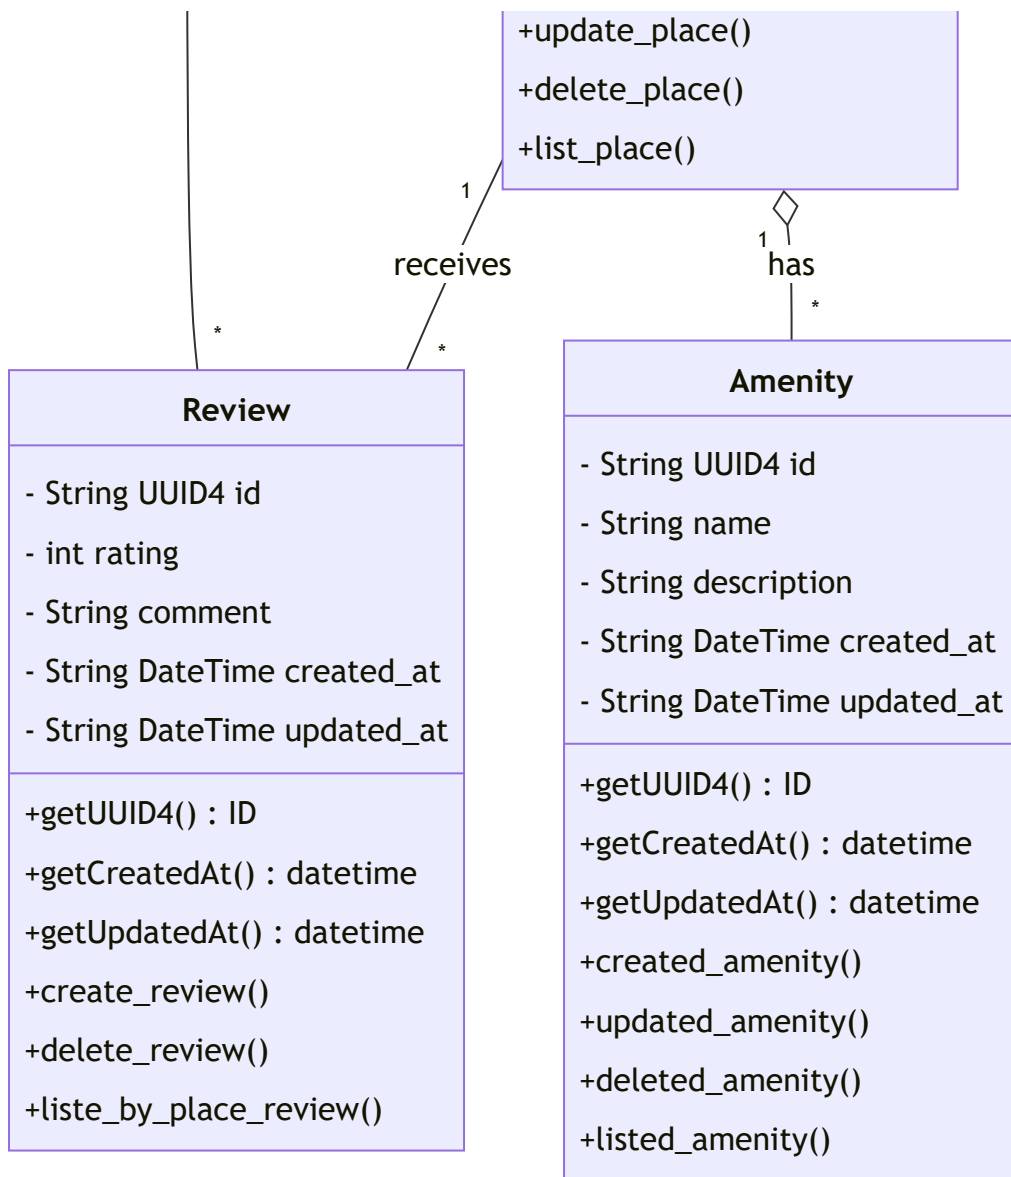 +update_place()
+delete_place()
+list_place()
1
receives
*
*
1
has
*
Review
- String UUID4 id
- int rating
- String comment
- String DateTime created_at
- String DateTime updated_at
+getUUID4() : ID
+getCreatedAt() : datetime
+getUpdatedAt() : datetime
+create_review()
+delete_review()
+liste_by_place_review()
Amenity
- String UUID4 id
- String name
- String description
- String DateTime created_at
- String DateTime updated_at
+getUUID4() : ID
+getCreatedAt() : datetime
+getUpdatedAt() : datetime
+created_amenity()
+updated_amenity()
+deleted_amenity()
+listed_amenity()